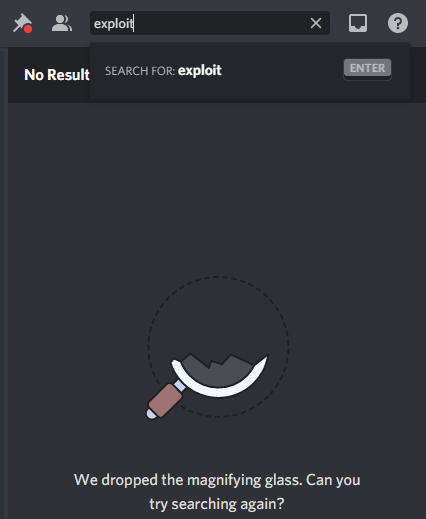 exploit
SEARCH FOR: exploit
ENTER
No Result
We dropped the magnifying glass. Can you
try searching again?